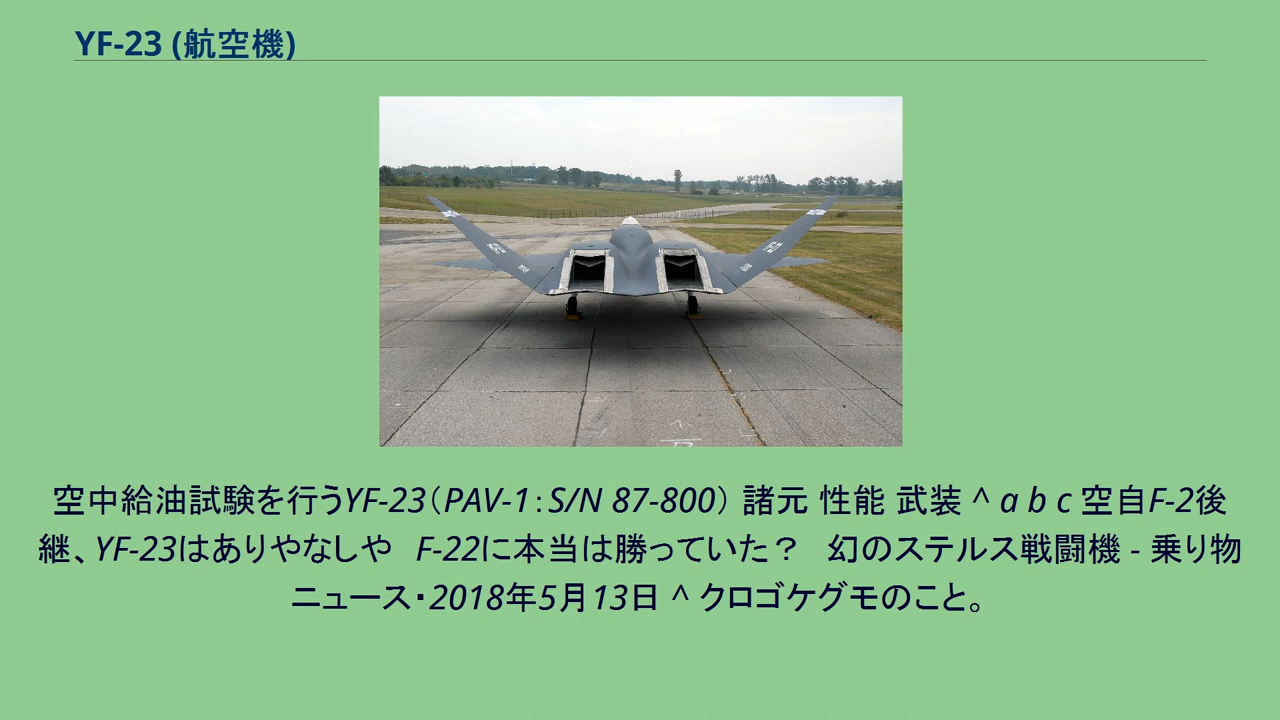 YF-23 (航空機)
空中給油試験を行うYF-23（PAV-1：S/N 87-800） 諸元 性能 武装 ^ a b c 空自F-2後
継、YF-23はありやなしや　F-22に本当は勝っていた？　幻のステルス戦闘機 - 乗り物
ニュース・2018年5月13日 ^ クロゴケグモのこと。